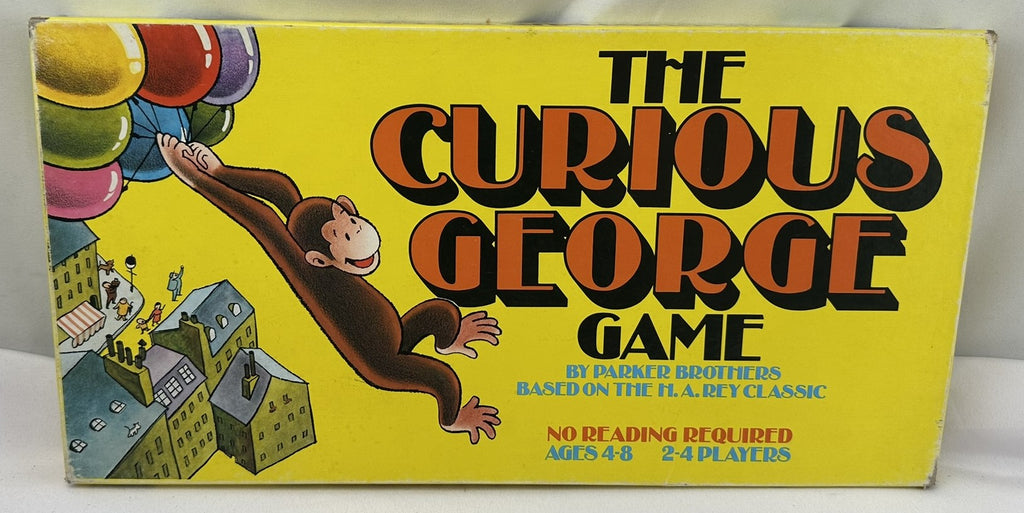 THE
CURIOUS
GEORGE
GAME
BY PARKER BROTHERS
BASED ON THE H. A. REY CLASSIC
NO READING REQUIRED
AGES 4-8 2-4 PLAYERS